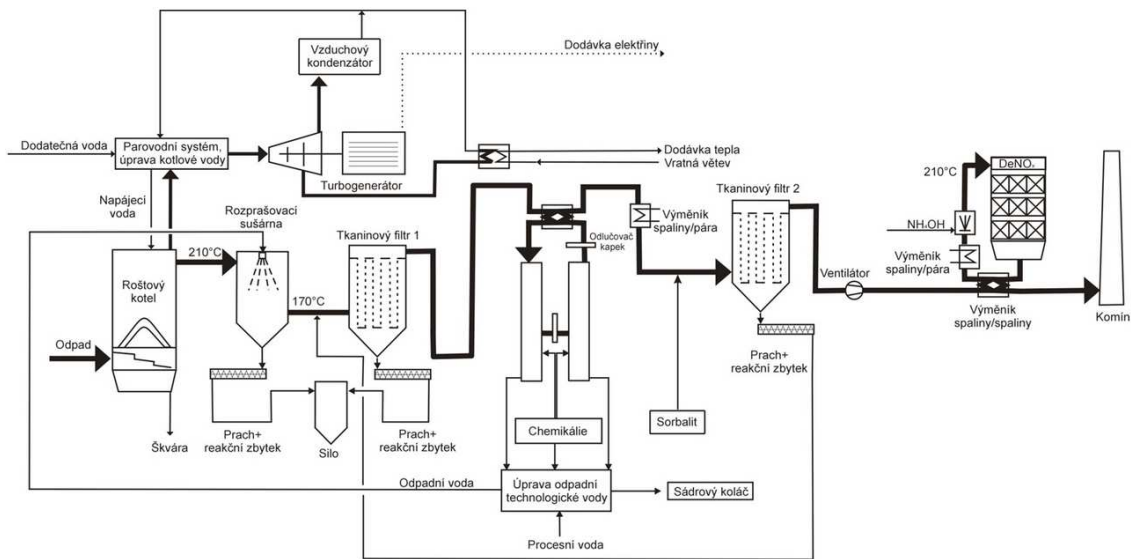 Vzduchový
kondenzátor
Dodávka elektřiny
Dodatečná voda
Parovodní systém,
úprava kotlové vody
Turbogenerátor
Dodávka tepla
Vratná větev
Napájecí
voda
Rozprašovací
sušárna
210°C
Roštový
kotel
Odpad
Škvára
170°C
Tkaninový filtr 1
Prach+
reakční zbytek
Silo
Prach+
reakční zbytek
Odlučovač
kapek
Chemikálie
Odpadní voda
Úprava odpadní
technologické vody
Sádrový koláč
Procesní voda
Výměník
spaliny/pára
Sorbalit
Tkaninový filtr 2
Prach+
reakční zbytek
Ventilátor
210°C
DeNOₓ
NH₄OH
Výměník
spaliny/pára
Výměník
spaliny/spaliny
Komín